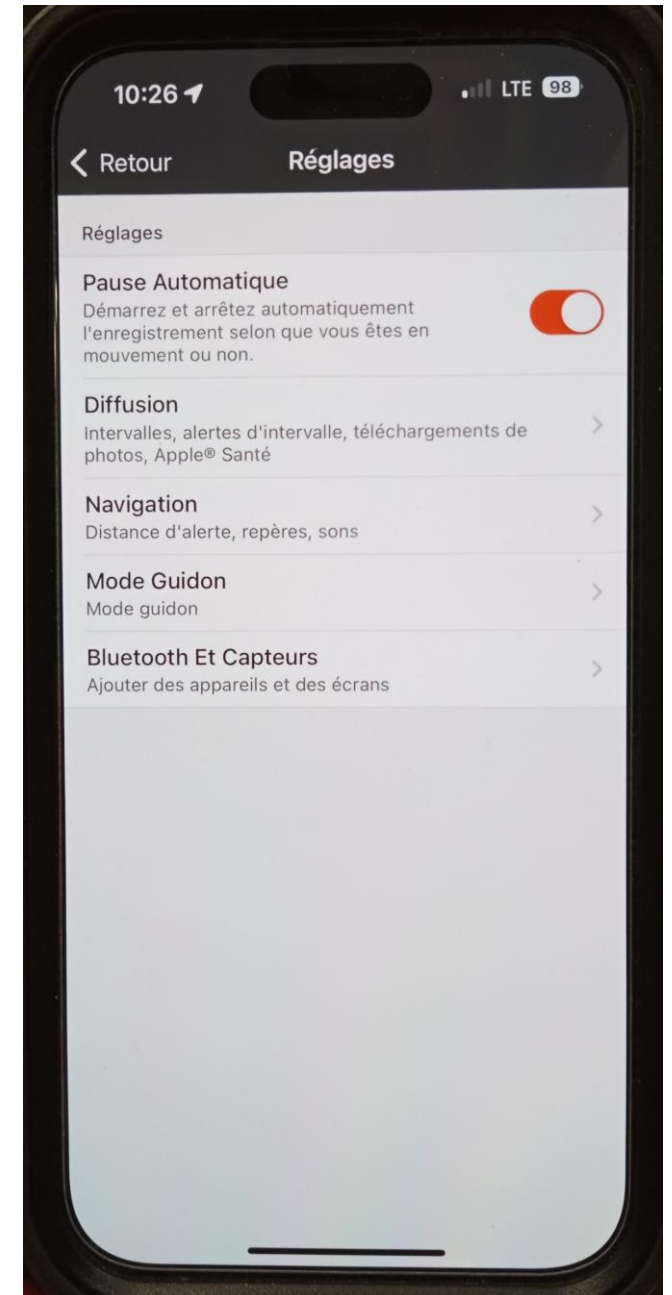 10:26
LTE 98
Retour
Réglages
Réglages
Pause Automatique
Démarrez et arrêtez automatiquement
l'enregistrement selon que vous êtes en
mouvement ou non.
Diffusion
Intervalles, alertes d'intervalle, téléchargements de
photos, Apple® Santé
Navigation
Distance d'alerte, repères, sons
Mode Guidon
Mode guidon
Bluetooth Et Capteurs
Ajouter des appareils et des écrans